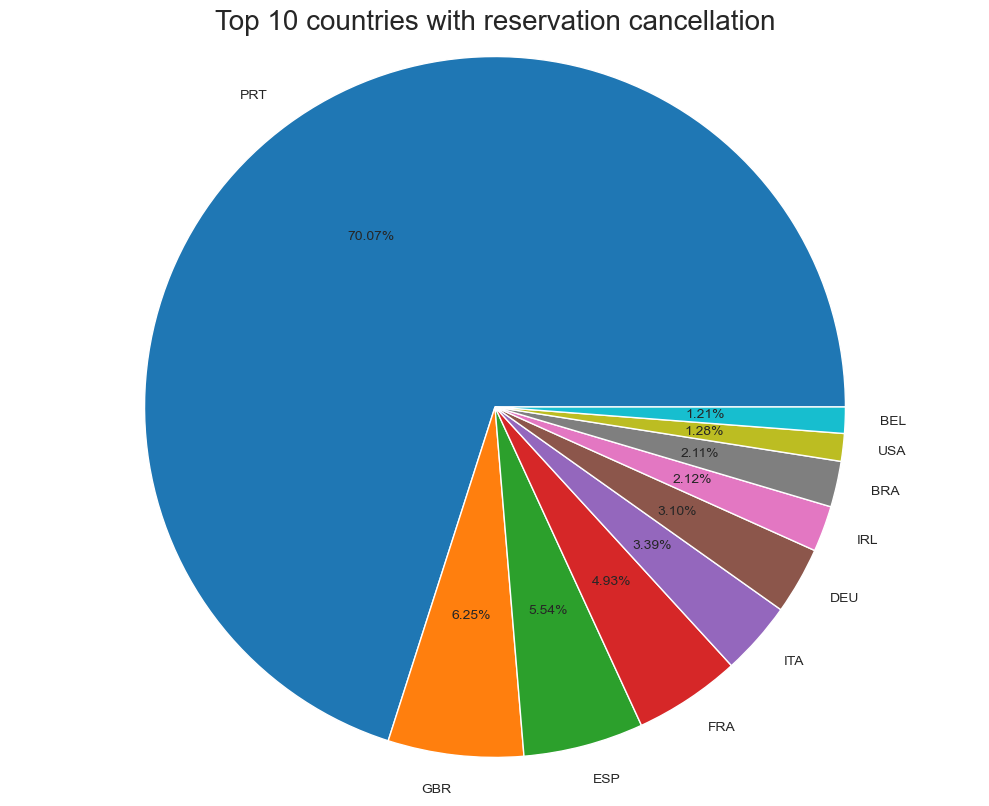 Top 10 countries with reservation cancellation
PRT
70.07%
GBR
6.25%
ESP
5.54%
FRA
4.93%
ITA
3.39%
DEU
3.10%
IRL
2.12%
BRA
2.11%
USA
1.28%
BEL
1.21%